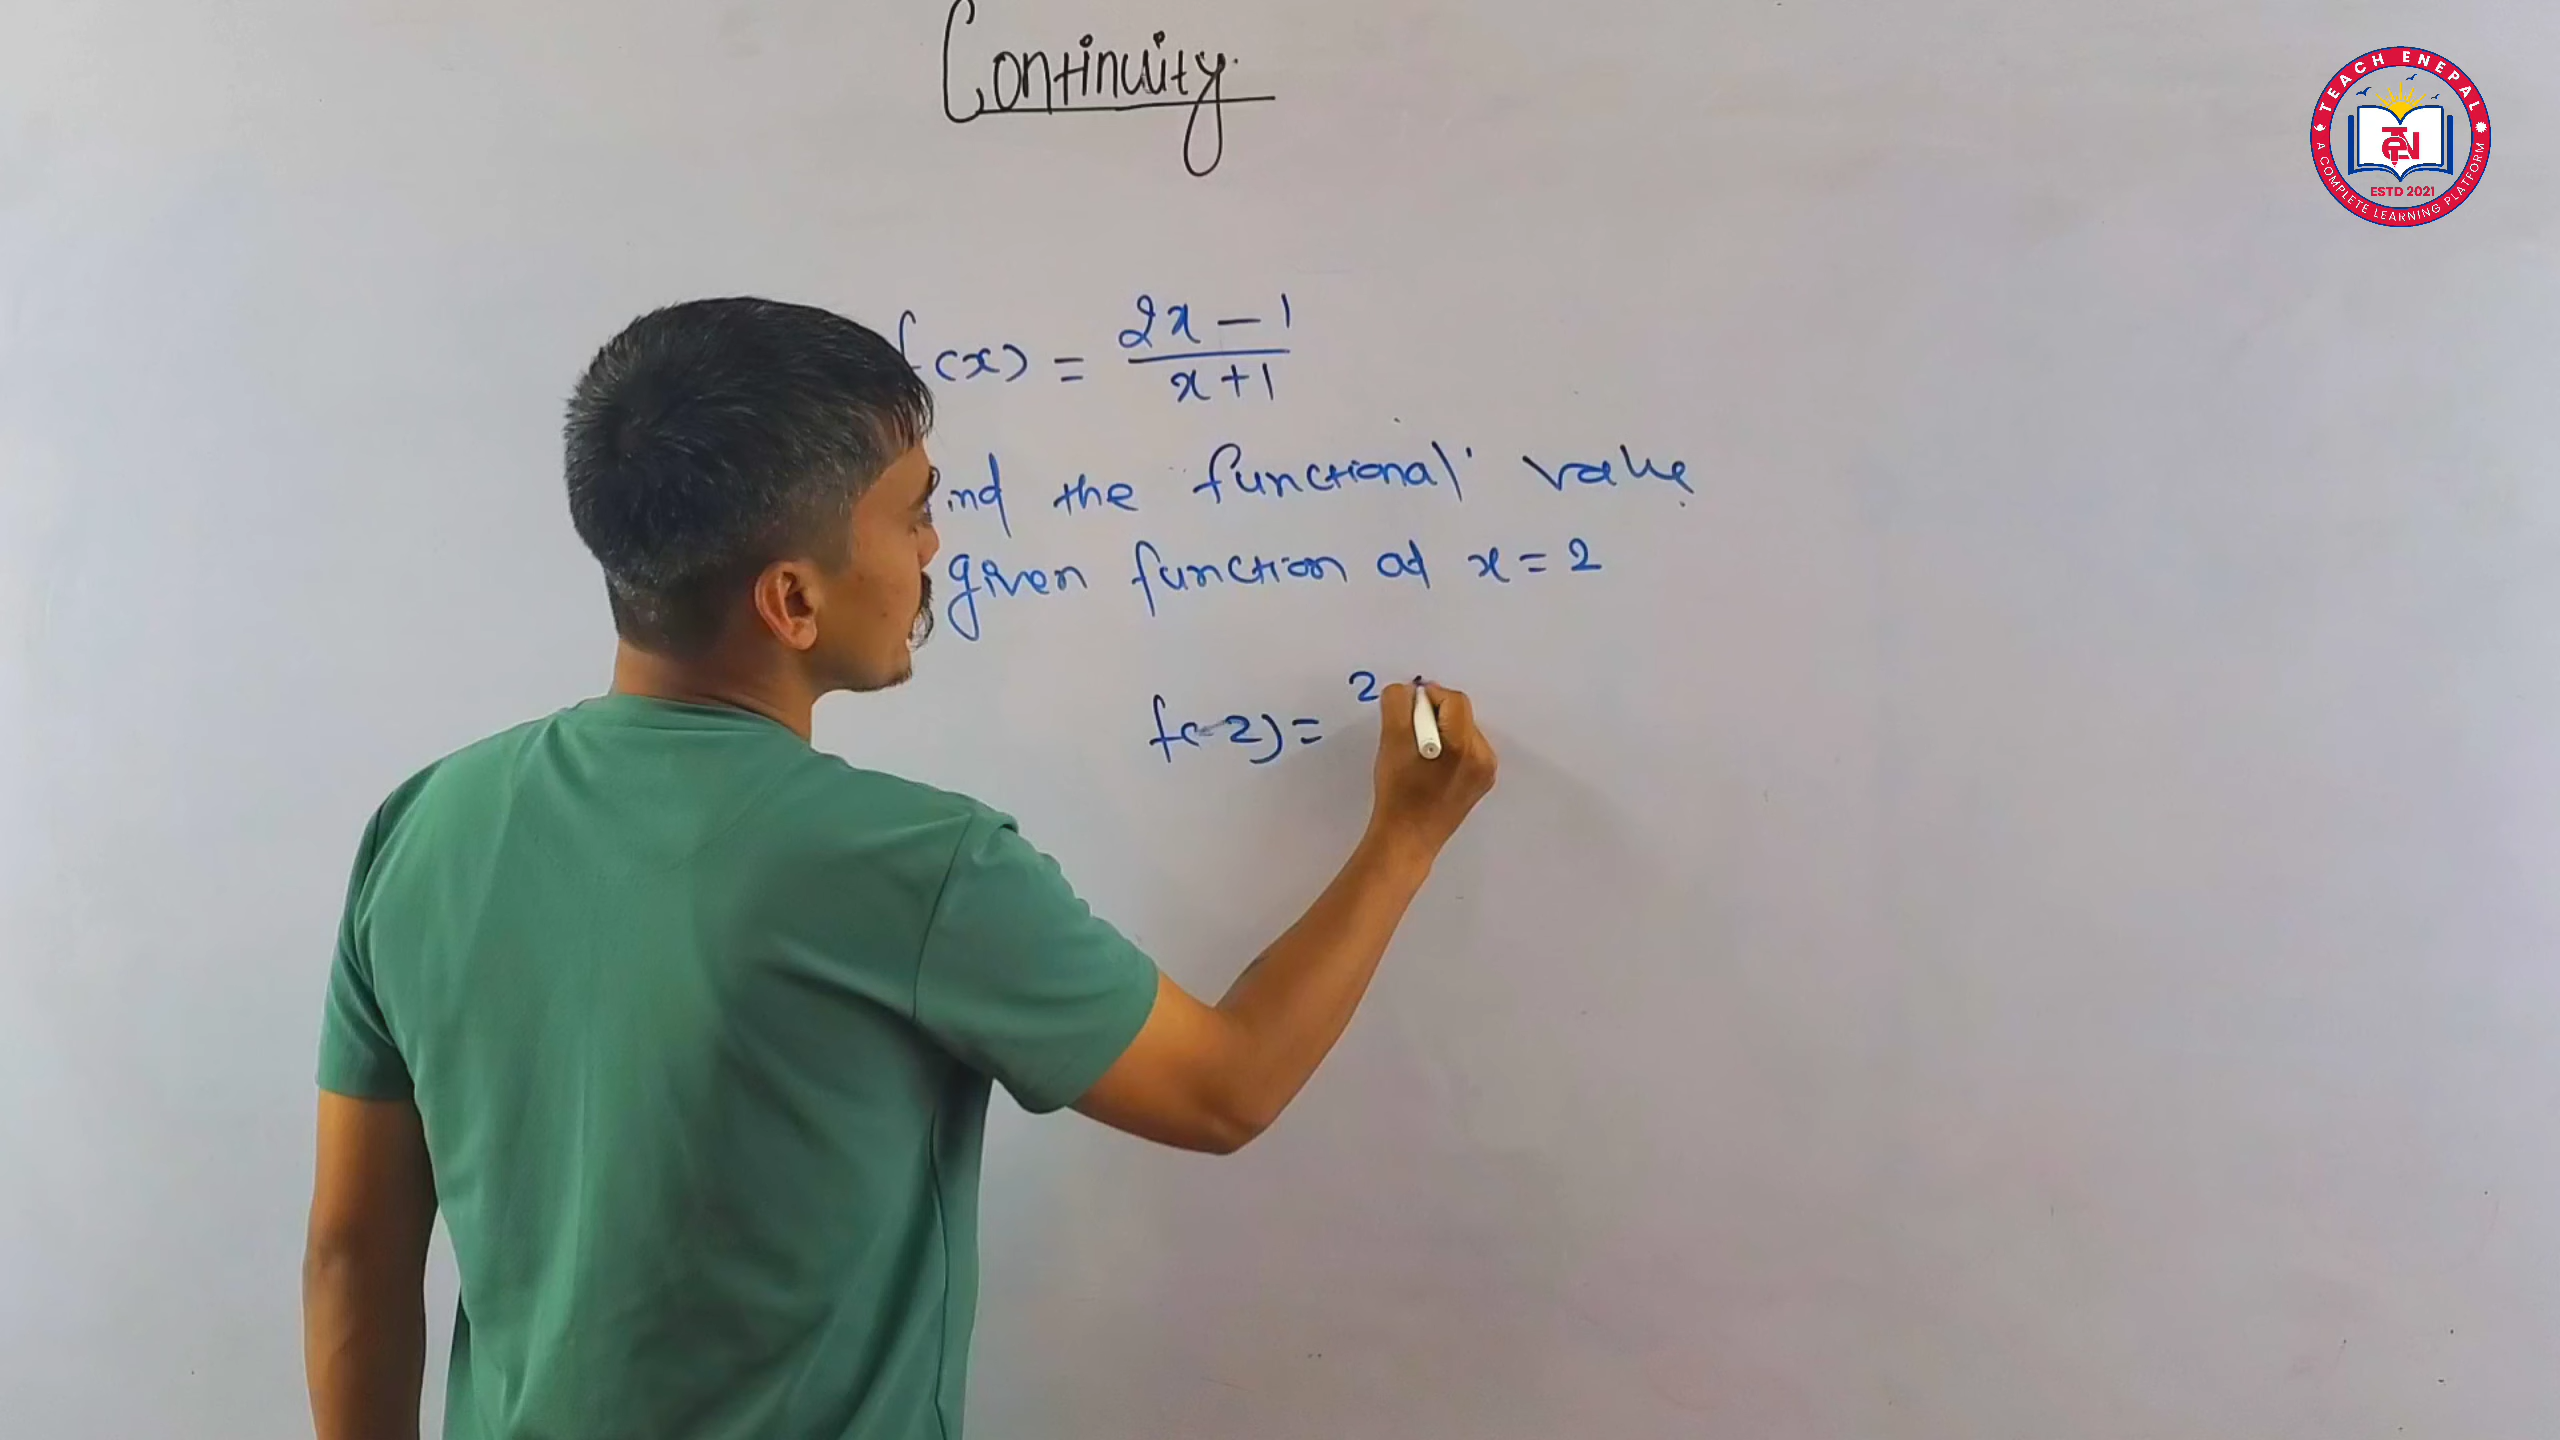 Continuity.
f(x) = 2x - 1
x + 1
the functional value
given function at x = 2
f(2) = 2
TEACH ENEPAL
A COMPLETE LEARNING PLATFORM
ESTD 2021